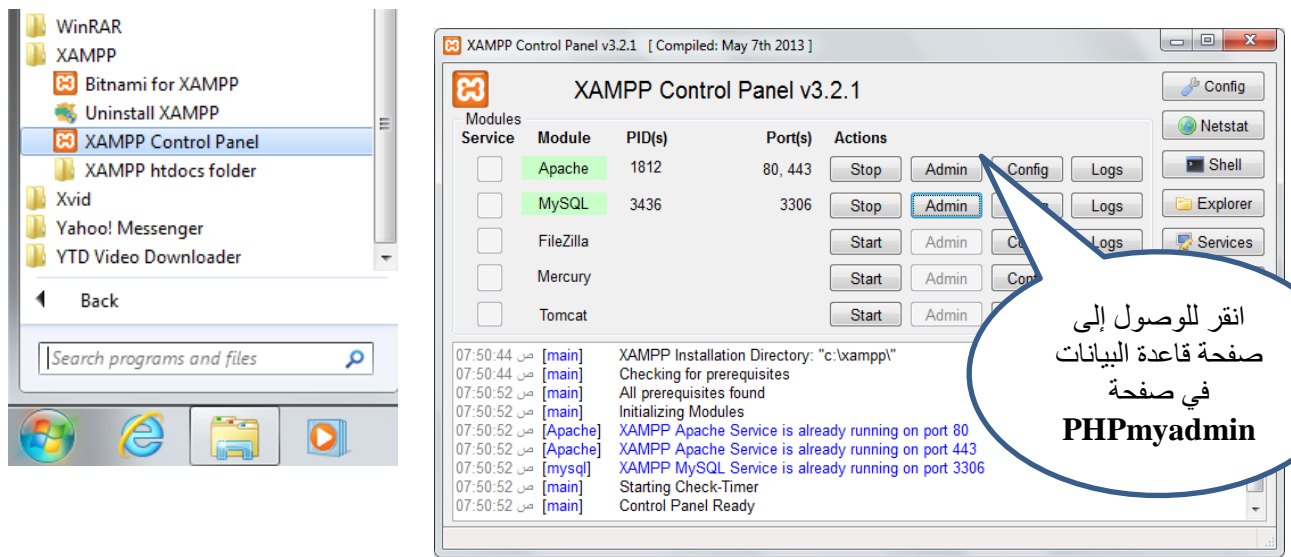 WinRAR
XAMPP
Bitnami for XAMPP
Uninstall XAMPP
XAMPP Control Panel
XAMPP htdocs folder
Xvid
Yahoo! Messenger
YTD Video Downloader
Back
Search programs and files
XAMPP Control Panel v3.2.1 [ Compiled: May 7th 2013 ]
XAMPP Control Panel v3.2.1
Config
Netstat
Shell
Explorer
Services
Modules
Service Module PID(s) Port(s) Actions
Apache 1812 80, 443 Stop Admin Config Logs
MySQL 3436 3306 Stop Admin Logs
FileZilla Start Admin Logs
Mercury Start Admin
Tomcat Start Admin
07:50:44 ص [main] XAMPP Installation Directory: "c:\xampp\"
07:50:44 ص [main] Checking for prerequisites
07:50:52 ص [main] All prerequisites found
07:50:52 ص [main] Initializing Modules
07:50:52 ص [Apache] XAMPP Apache Service is already running on port 80
07:50:52 ص [Apache] XAMPP Apache Service is already running on port 443
07:50:52 ص [mysql] XAMPP MySQL Service is already running on port 3306
07:50:52 ص [main] Starting Check-Timer
07:50:52 ص [main] Control Panel Ready
انقر للوصول إلى
صفحة قاعدة البيانات
في صفحة
PHPmyadmin